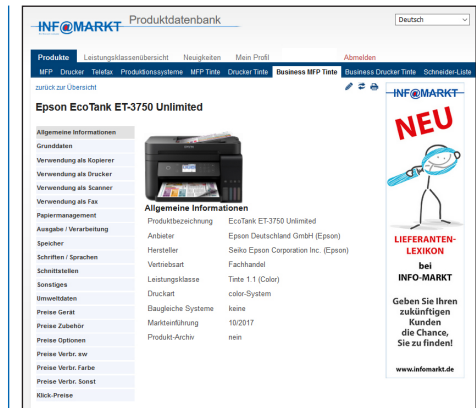 INF@MARKT Produktdatenbank
Deutsch
Produkte Leistungsklassenübersicht Neuigkeiten Mein Profil Abmelden
MFP Drucker Telefax Produktionssysteme MFP Tinte Drucker Tinte Business MFP Tinte Business Drucker Tinte Schneider-Liste
zurück zur Übersicht
Epson EcoTank ET-3750 Unlimited
Allgemeine Informationen
Grunddaten
Verwendung als Kopierer
Verwendung als Drucker
Verwendung als Scanner
Verwendung als Fax
Papiermanagement
Ausgabe / Verarbeitung
Speicher
Schriften / Sprachen
Schnittstellen
Sonstiges
Umweltdaten
Preise Gerät
Preise Zubehör
Preise Optionen
Preise Verbr. sw
Preise Verbr. Farbe
Preise Verbr. Sonst
Klick-Preise
Allgemeine Informationen
Produktbezeichnung EcoTank ET-3750 Unlimited
Anbieter Epson Deutschland GmbH (Epson)
Hersteller Seiko Epson Corporation Inc. (Epson)
Vertriebsart Fachhandel
Leistungsklasse Tinte 1.1 (Color)
Druckart color-System
Baugleiche Systeme keine
Markteinführung 10/2017
Produkt-Archiv nein
INF@MARKT
NEU
LIEFERANTEN-
LEXIKON
bei
INFO-MARKT
Geben Sie Ihren
zukünftigen
Kunden
die Chance,
Sie zu finden!
www.infomarkt.de